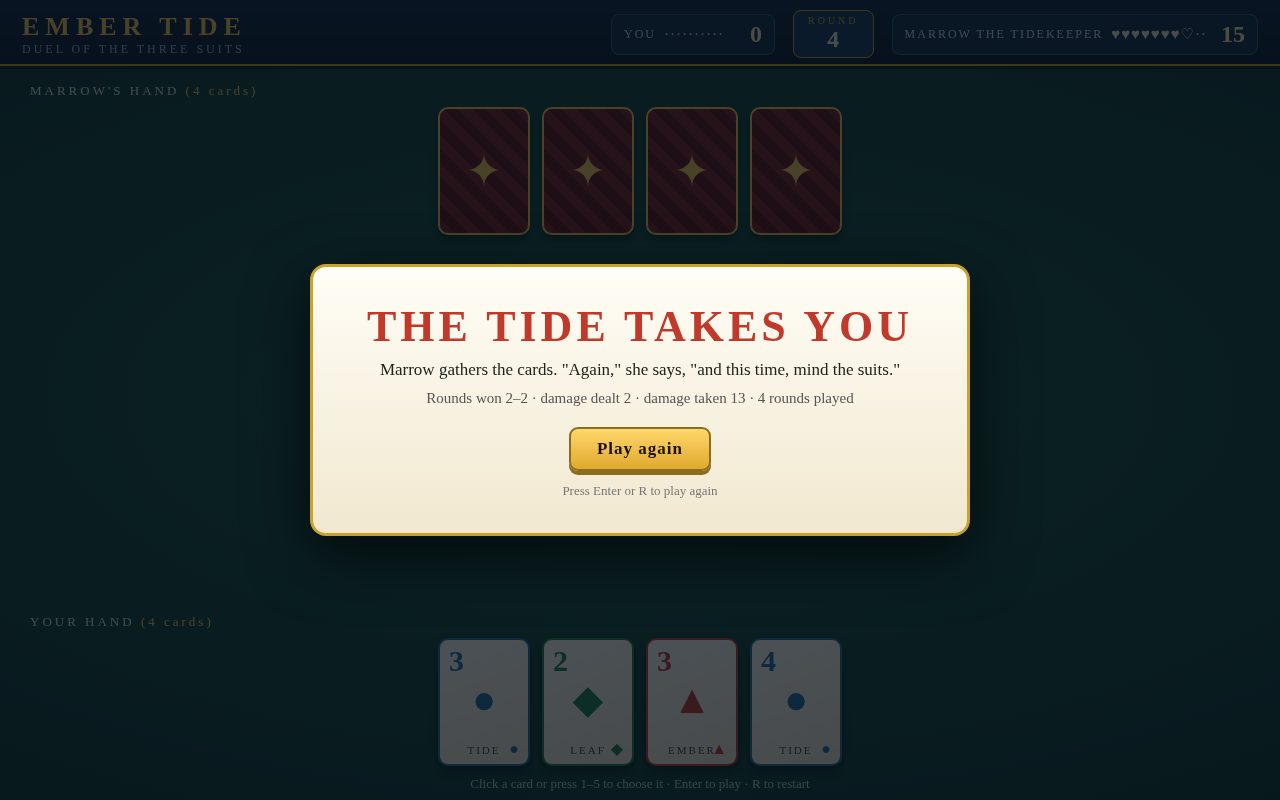 EMBER TIDE
DUEL OF THE THREE SUITS
YOU ·········· 0
ROUND
4
MARROW THE TIDEKEEPER ♥♥♥♥♥♥♥♡·· 15
MARROW'S HAND (4 cards)
THE TIDE TAKES YOU
Marrow gathers the cards. "Again," she says, "and this time, mind the suits."
Rounds won 2–2 · damage dealt 2 · damage taken 13 · 4 rounds played
Play again
Press Enter or R to play again
YOUR HAND (4 cards)
3 2 3 4
TIDE LEAF EMBER TIDE
Click a card or press 1–5 to choose it · Enter to play · R to restart